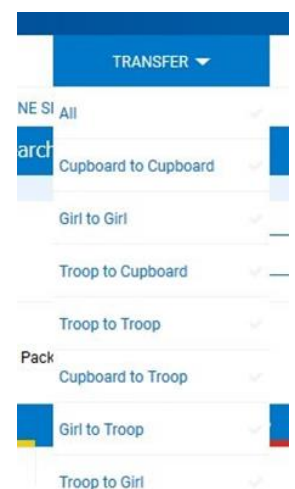 TRANSFER
NE SI
All
arch
Cupboard to Cupboard
Girl to Girl
Troop to Cupboard
Troop to Troop
Pack
Cupboard to Troop
Girl to Troop
Troop to Girl